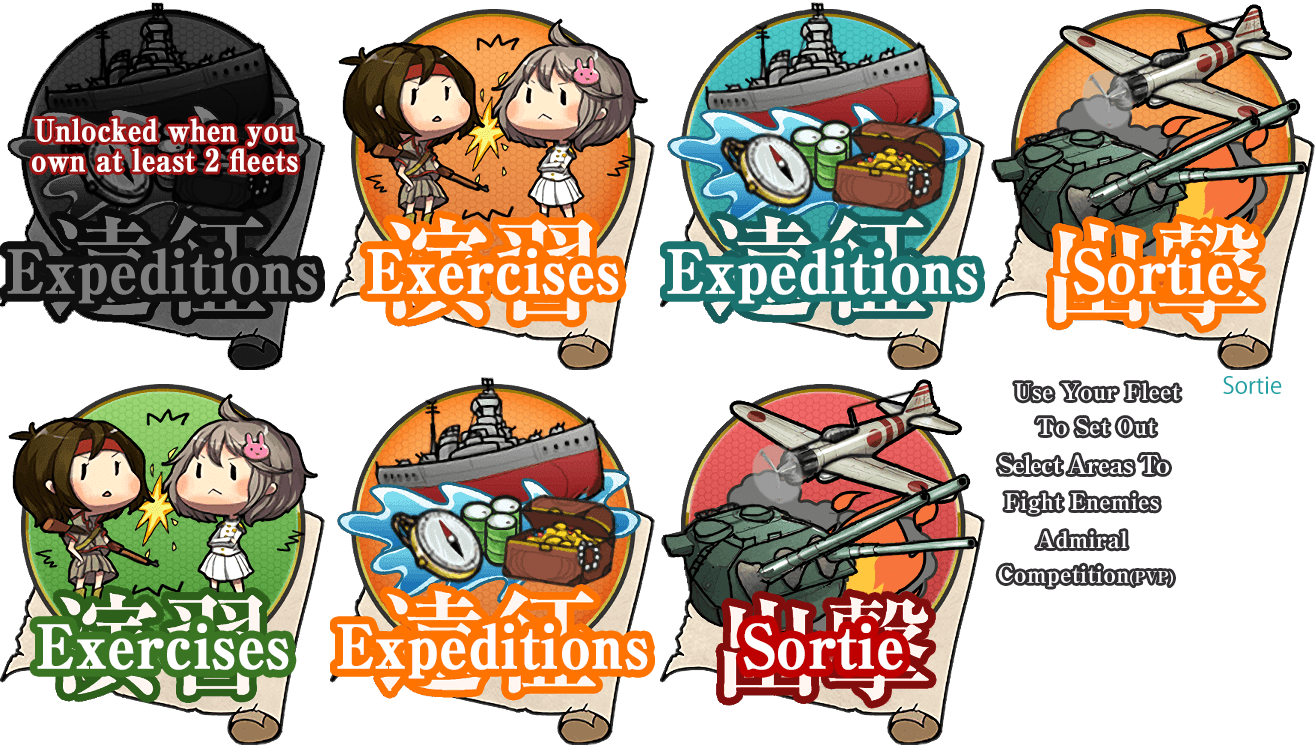 Unlocked when you
own at least 2 fleets
遠征
Expeditions
演習
Exercises
遠征
Expeditions
出撃
Sortie
演習
Exercises
遠征
Expeditions
出撃
Sortie
Use Your Fleet
To Set Out
Select Areas To
Fight Enemies
Admiral
Competition(PVP)
Sortie